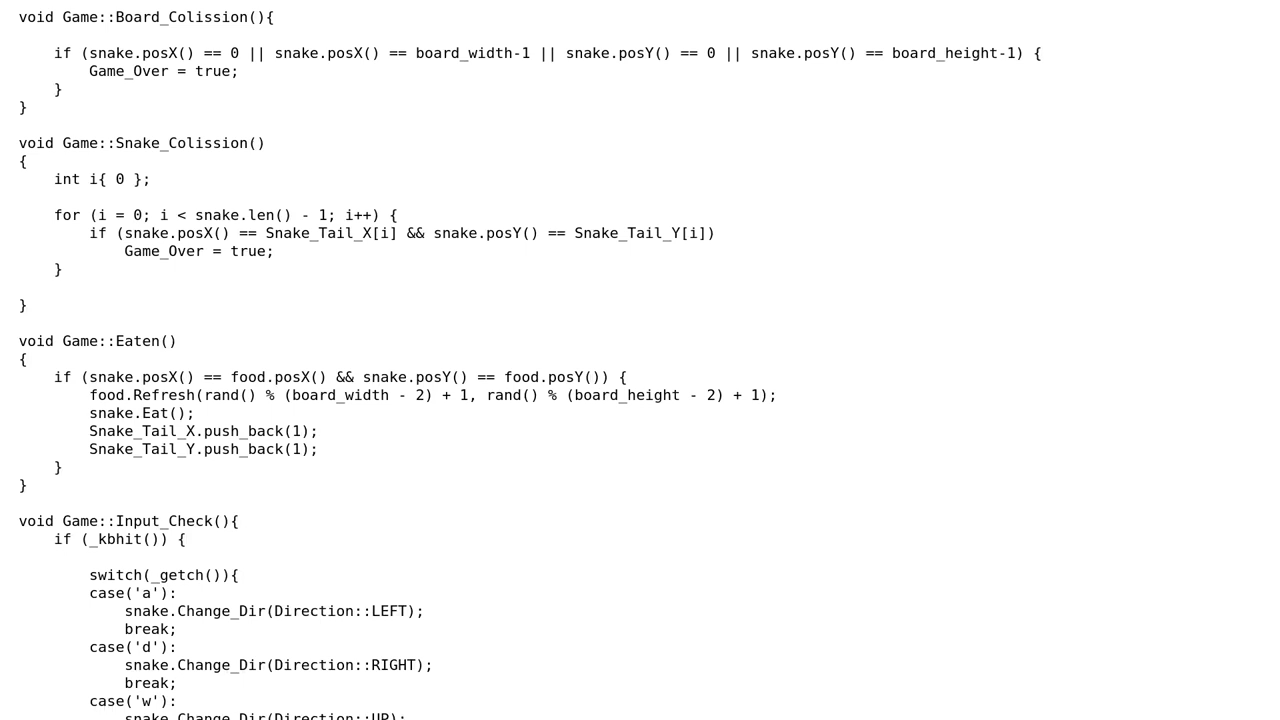 void Game::Board_Colission(){
    if (snake.posX() == 0 || snake.posX() == board_width-1 || snake.posY() == 0 || snake.posY() == board_height-1) {
        Game_Over = true;
    }
}
void Game::Snake_Colission()
{
    int i{ 0 };
    for (i = 0; i < snake.len() - 1; i++) {
        if (snake.posX() == Snake_Tail_X[i] && snake.posY() == Snake_Tail_Y[i])
            Game_Over = true;
    }
}
void Game::Eaten()
{
    if (snake.posX() == food.posX() && snake.posY() == food.posY()) {
        food.Refresh(rand() % (board_width - 2) + 1, rand() % (board_height - 2) + 1);
        snake.Eat();
        Snake_Tail_X.push_back(1);
        Snake_Tail_Y.push_back(1);
    }
}
void Game::Input_Check(){
    if (_kbhit()) {
        switch(_getch()){
        case('a'):
            snake.Change_Dir(Direction::LEFT);
            break;
        case('d'):
            snake.Change_Dir(Direction::RIGHT);
            break;
        case('w'):
            snake.Change_Dir(Direction::UP);